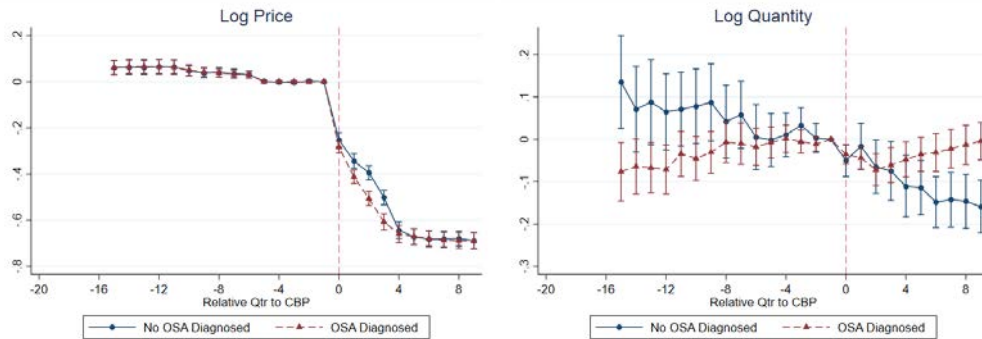 Log Price
.2
0
-.2
-.4
-.6
-.8
-20 -16 -12 -8 -4 0 4 8
Relative Qtr to CBP
No OSA Diagnosed OSA Diagnosed
Log Quantity
.2
.1
0
-.1
-.2
-.3
-20 -16 -12 -8 -4 0 4 8
Relative Qtr to CBP
No OSA Diagnosed OSA Diagnosed